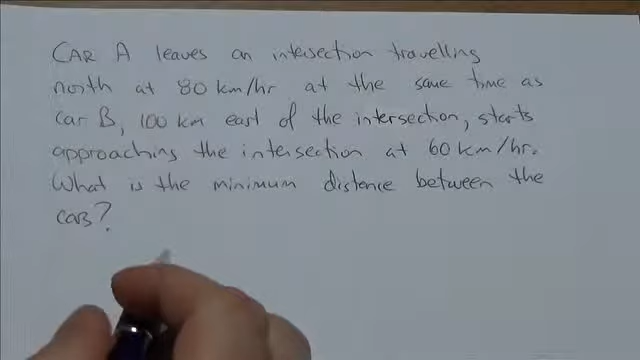 CAR A leaves an intersection travelling
north at 80 km/hr at the same time as
car B, 100 km east of the intersection, starts
approaching the intersection at 60 km/hr.
What is the minimum distance between the
cars?